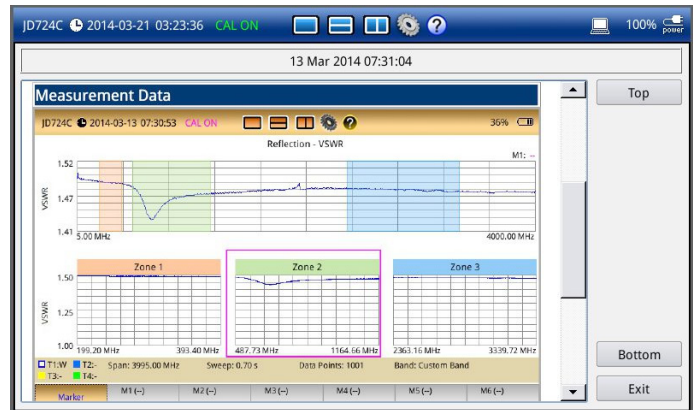 JD724C 2014-03-21 03:23:36 CAL ON 100% power
13 Mar 2014 07:31:04
Measurement Data
Top
JD724C 2014-03-13 07:30:53 CAL ON 36%
Reflection - VSWR
M1: --
1.52
1.47
1.41
VSWR
5.00 MHz 4000.00 MHz
Zone 1 Zone 2 Zone 3
1.50
1.25
1.00
VSWR
199.20 MHz 393.40 MHz 487.73 MHz 1164.66 MHz 2363.16 MHz 3339.72 MHz
T1:W T2:- Span: 3995.00 MHz Sweep: 0.70 s Data Points: 1001 Band: Custom Band
T3:- T4:-
Marker M1 (--) M2 (--) M3 (--) M4 (--) M5 (--) M6 (--)
Bottom
Exit